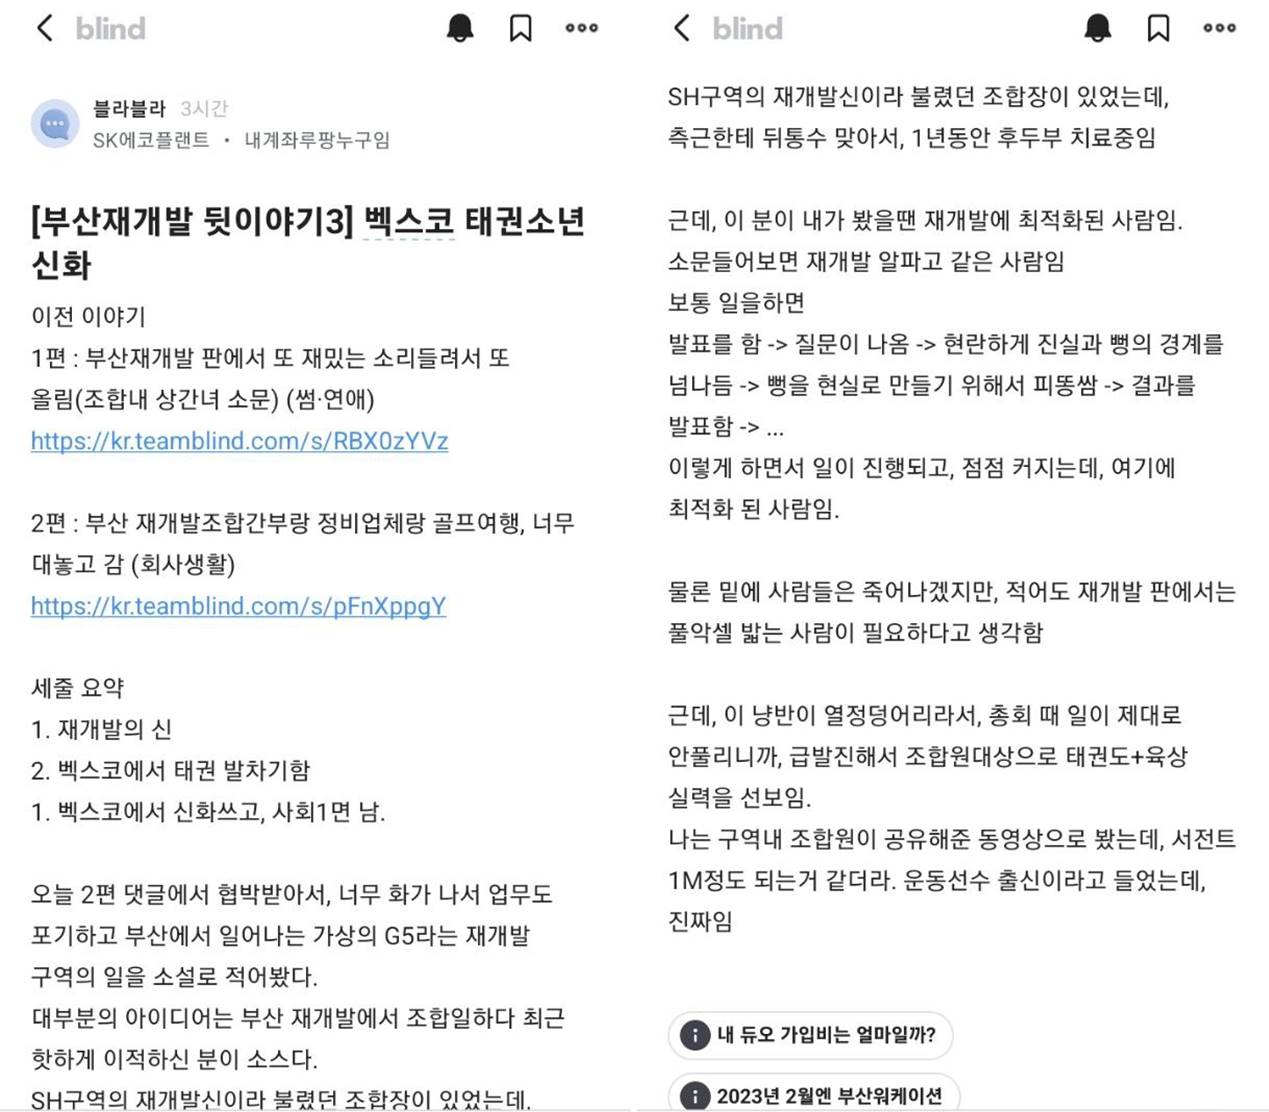 blind
블라블라 3시간
SK에코플랜트 · 내계좌루팡누구임
[부산재개발 뒷이야기3] 벡스코 태권소년
신화
이전 이야기
1편 : 부산재개발 판에서 또 재밌는 소리들려서 또
올림(조합내 상간녀 소문) (썸·연애)
https://kr.teamblind.com/s/RBX0zYVz
2편 : 부산 재개발조합간부랑 정비업체랑 골프여행, 너무
대놓고 감 (회사생활)
https://kr.teamblind.com/s/pFnXppgY
세줄 요약
1. 재개발의 신
2. 벡스코에서 태권 발차기함
1. 벡스코에서 신화쓰고, 사회1면 남.
오늘 2편 댓글에서 협박받아서, 너무 화가 나서 업무도
포기하고 부산에서 일어나는 가상의 G5라는 재개발
구역의 일을 소설로 적어봤다.
대부분의 아이디어는 부산 재개발에서 조합일하다 최근
핫하게 이적하신 분이 소스다.
SH구역의 재개발신이라 불렸던 조합장이 있었는데,
blind
SH구역의 재개발신이라 불렸던 조합장이 있었는데,
측근한테 뒤통수 맞아서, 1년동안 후두부 치료중임
근데, 이 분이 내가 봤을땐 재개발에 최적화된 사람임.
소문들어보면 재개발 알파고 같은 사람임
보통 일을하면
발표를 함 -> 질문이 나옴 -> 현란하게 진실과 뻥의 경계를
넘나듬 -> 뻥을 현실로 만들기 위해서 피똥쌈 -> 결과를
발표함 -> ...
이렇게 하면서 일이 진행되고, 점점 커지는데, 여기에
최적화 된 사람임.
물론 밑에 사람들은 죽어나겠지만, 적어도 재개발 판에서는
풀악셀 밟는 사람이 필요하다고 생각함
근데, 이 냥반이 열정덩어리라서, 총회 때 일이 제대로
안풀리니까, 급발진해서 조합원대상으로 태권도+육상
실력을 선보임.
나는 구역내 조합원이 공유해준 동영상으로 봤는데, 서전트
1M정도 되는거 같더라. 운동선수 출신이라고 들었는데,
진짜임
내 듀오 가입비는 얼마일까?
2023년 2월엔 부산워케이션